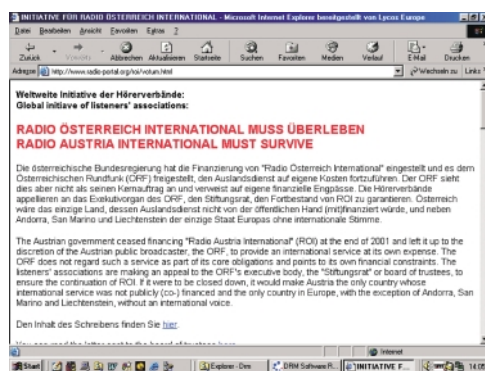 INITIATIVE FÜR RADIO ÖSTERREICH INTERNATIONAL - Microsoft Internet Explorer bereitgestellt von Lycos Europe
Datei Bearbeiten Ansicht Favoriten Extras ?
Zurück Vorwärts Abbrechen Aktualisieren Startseite Suchen Favoriten Medien Verlauf E-Mail Drucken
Adresse http://www.radio-portal.org/roi/votum.html Wechseln zu Links
Weltweite Initiative der Hörerverbände:
Global initiave of listeners' associations:
RADIO ÖSTERREICH INTERNATIONAL MUSS ÜBERLEBEN
RADIO AUSTRIA INTERNATIONAL MUST SURVIVE
Die österreichische Bundesregierung hat die Finanzierung von "Radio Österreich International" eingestellt und es dem
Österreichischen Rundfunk (ORF) freigestellt, den Auslandsdienst auf eigene Kosten fortzuführen. Der ORF sieht
dies aber nicht als seinen Kernauftrag an und verweist auf eigene finanzielle Engpässe. Die Hörerverbände
appellieren an das Exekutivorgan des ORF, den Stiftungsrat, den Fortbestand von ROI zu garantieren. Österreich
wäre das einzige Land, dessen Auslandsdienst nicht von der öffentlichen Hand (mit)finanziert würde, und neben
Andorra, San Marino und Liechtenstein der einzige Staat Europas ohne internationale Stimme.
The Austrian government ceased financing "Radio Austria International" (ROI) at the end of 2001 and left it up to the
discretion of the Austrian public broadcaster, the ORF, to provide an international service at its own expense. The
ORF does not regard such a service as part of its core obligations and points to its own financial constraints. The
listeners' associations are making an appeal to the ORF's executive body, the "Stiftungsrat" or board of trustees, to
ensure the continuation of ROI. If it were to be closed down, it would make Austria the only country whose
international service was not publicly (co-) financed and the only country in Europe, with the exception of Andorra, San
Marino and Liechtenstein, without an international voice.
Den Inhalt des Schreibens finden Sie hier.
Internet
Start Explorer - Drm DRM Software R... INITIATIVE F... 14:05